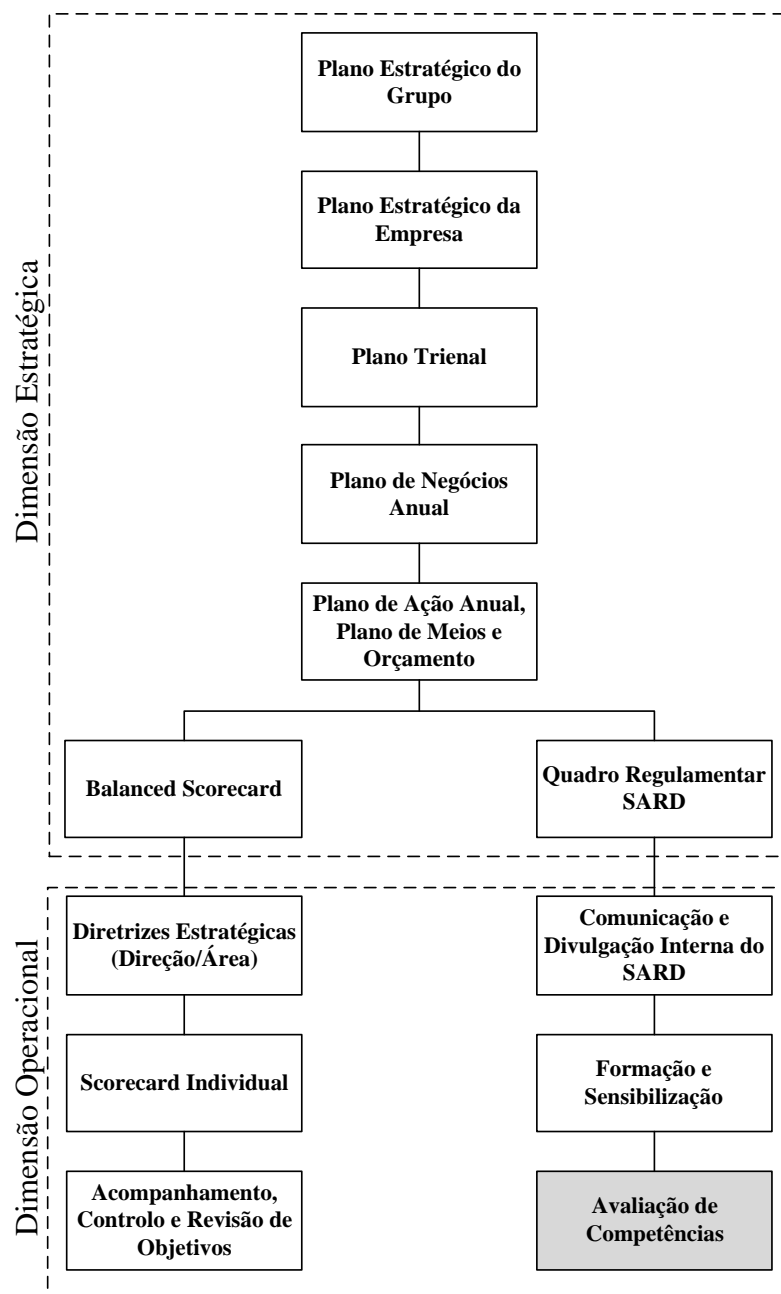 Dimensão Estratégica
Plano Estratégico do
Grupo
Plano Estratégico da
Empresa
Plano Trienal
Plano de Negócios
Anual
Plano de Ação Anual,
Plano de Meios e
Orçamento
Balanced Scorecard
Quadro Regulamentar
SARD
Dimensão Operacional
Diretrizes Estratégicas
(Direção/Área)
Comunicação e
Divulgação Interna do
SARD
Scorecard Individual
Formação e
Sensibilização
Acompanhamento,
Controlo e Revisão de
Objetivos
Avaliação de
Competências